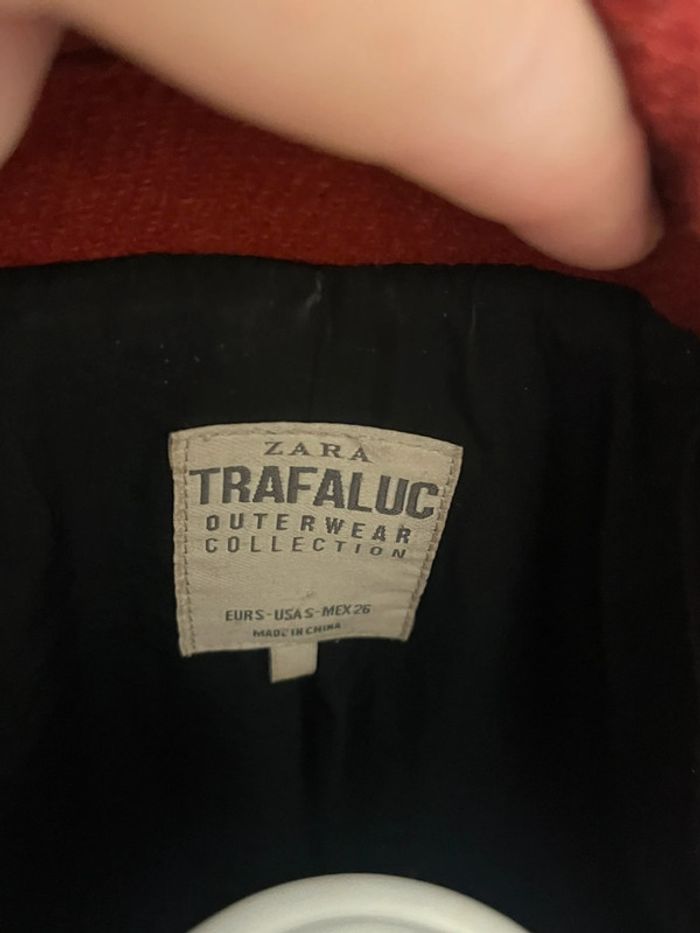 ZARA
TRAFALUC
OUTERWEAR
COLLECTION
EUR S - USA S - MEX 26
MADE IN CHINA